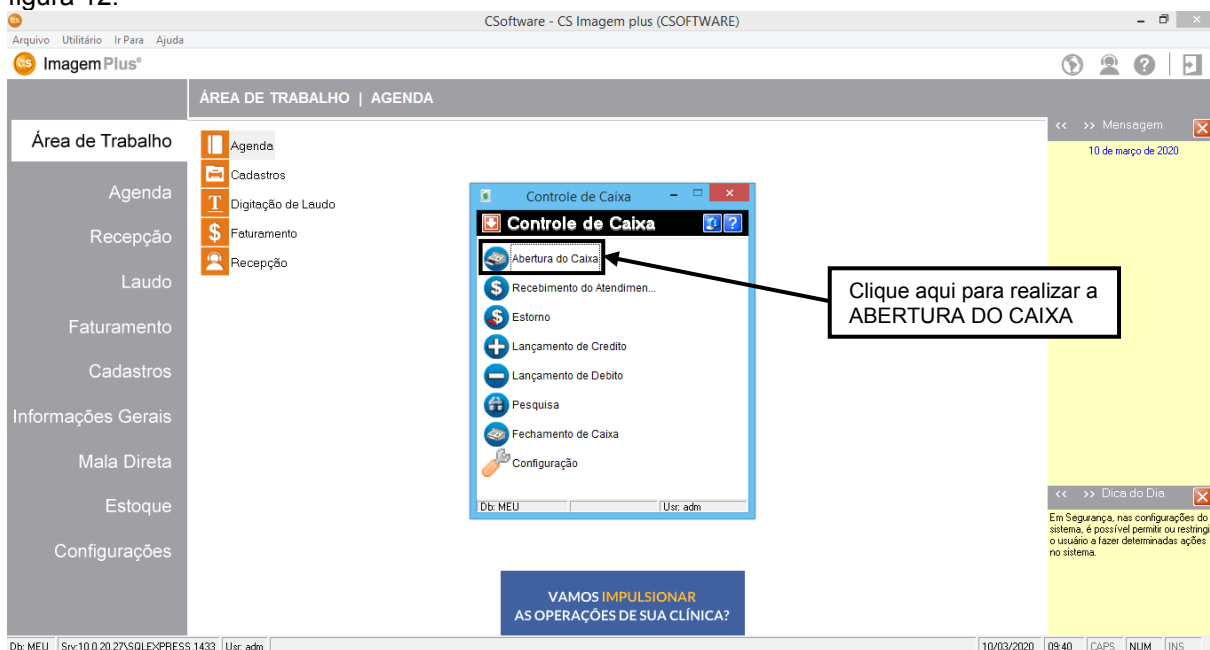 figura 12.
CSoftware - CS Imagem plus (CSOFTWARE)
Arquivo Utilitário Ir Para Ajuda
CS Imagem Plus®
ÁREA DE TRABALHO | AGENDA
Área de Trabalho
Agenda
Recepção
Laudo
Faturamento
Cadastros
Informações Gerais
Mala Direta
Estoque
Configurações
Agenda
Cadastros
Digitação de Laudo
Faturamento
Recepção
Controle de Caixa
Controle de Caixa
Abertura do Caixa
Recebimento do Atendimen...
Estorno
Lançamento de Credito
Lançamento de Debito
Pesquisa
Fechamento de Caixa
Configuração
Db: MEU Usr: adm
Clique aqui para realizar a
ABERTURA DO CAIXA
<< >> Mensagem
10 de março de 2020
<< >> Dica do Dia
Em Segurança, nas configurações do
sistema, é possível permitir ou restringi
o usuário a fazer determinadas ações
no sistema.
VAMOS IMPULSIONAR
AS OPERAÇÕES DE SUA CLÍNICA?
Db: MEU Srv:10.0.20.27\SQLEXPRESS,1433 Usr: adm 10/03/2020 09:40 CAPS NUM INS